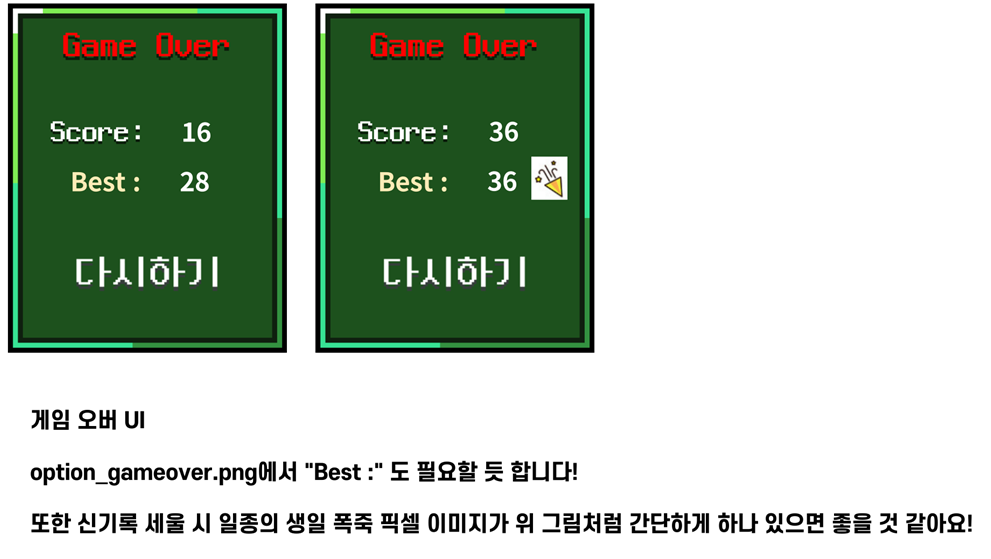 Game Over
Score: 16
Best : 28
다시하기
Game Over
Score: 36
Best : 36
다시하기
게임 오버 UI
option_gameover.png에서 "Best :" 도 필요할 듯 합니다!
또한 신기록 세울 시 일종의 생일 폭죽 픽셀 이미지가 위 그림처럼 간단하게 하나 있으면 좋을 것 같아요!